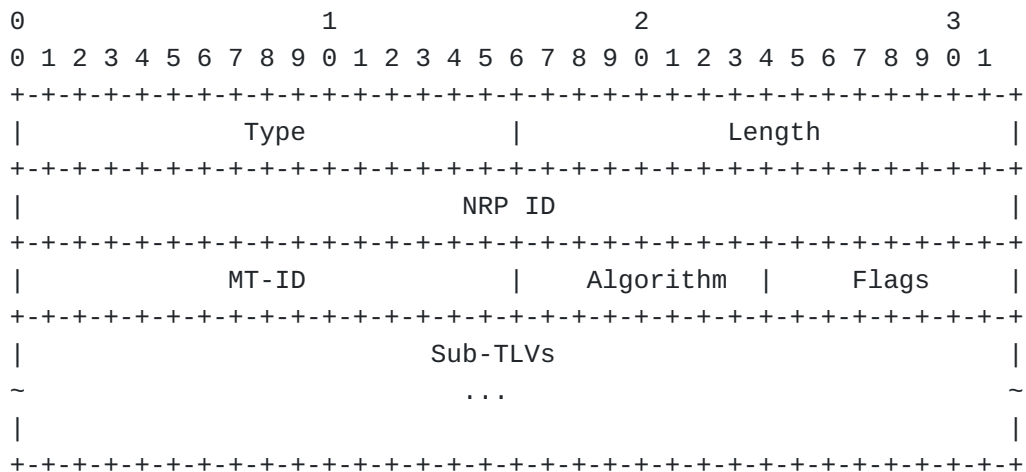 0                   1                   2                   3
0 1 2 3 4 5 6 7 8 9 0 1 2 3 4 5 6 7 8 9 0 1 2 3 4 5 6 7 8 9 0 1
+-+-+-+-+-+-+-+-+-+-+-+-+-+-+-+-+-+-+-+-+-+-+-+-+-+-+-+-+-+-+-+-+
|              Type             |             Length            |
+-+-+-+-+-+-+-+-+-+-+-+-+-+-+-+-+-+-+-+-+-+-+-+-+-+-+-+-+-+-+-+-+
|                            NRP ID                             |
+-+-+-+-+-+-+-+-+-+-+-+-+-+-+-+-+-+-+-+-+-+-+-+-+-+-+-+-+-+-+-+-+
|             MT-ID             |    Algorithm  |     Flags     |
+-+-+-+-+-+-+-+-+-+-+-+-+-+-+-+-+-+-+-+-+-+-+-+-+-+-+-+-+-+-+-+-+
|                          Sub-TLVs                             |
~                            ...                                ~
|                                                               |
+-+-+-+-+-+-+-+-+-+-+-+-+-+-+-+-+-+-+-+-+-+-+-+-+-+-+-+-+-+-+-+-+